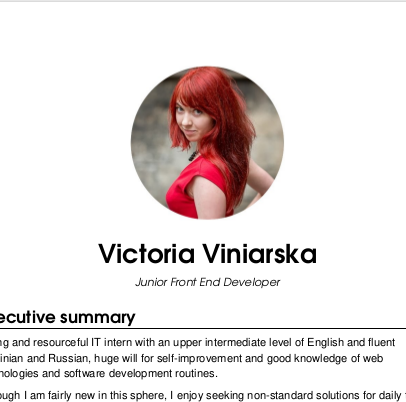 Victoria Viniarska
Junior Front End Developer
ecutive summary
ng and resourceful IT intern with an upper intermediate level of English and fluent
inian and Russian, huge will for self-improvement and good knowledge of web
nologies and software development routines.
ough I am fairly new in this sphere, I enjoy seeking non-standard solutions for daily